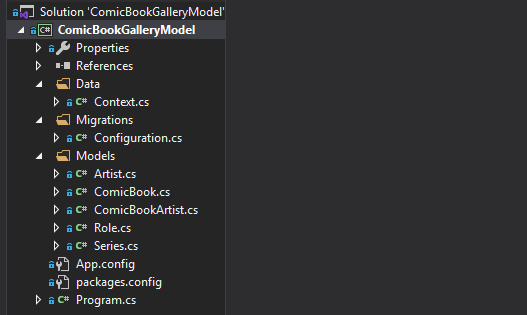 Solution 'ComicBookGalleryModel'
C# ComicBookGalleryModel
Properties
References
Data
C# Context.cs
Migrations
C# Configuration.cs
Models
C# Artist.cs
C# ComicBook.cs
C# ComicBookArtist.cs
C# Role.cs
C# Series.cs
App.config
packages.config
C# Program.cs